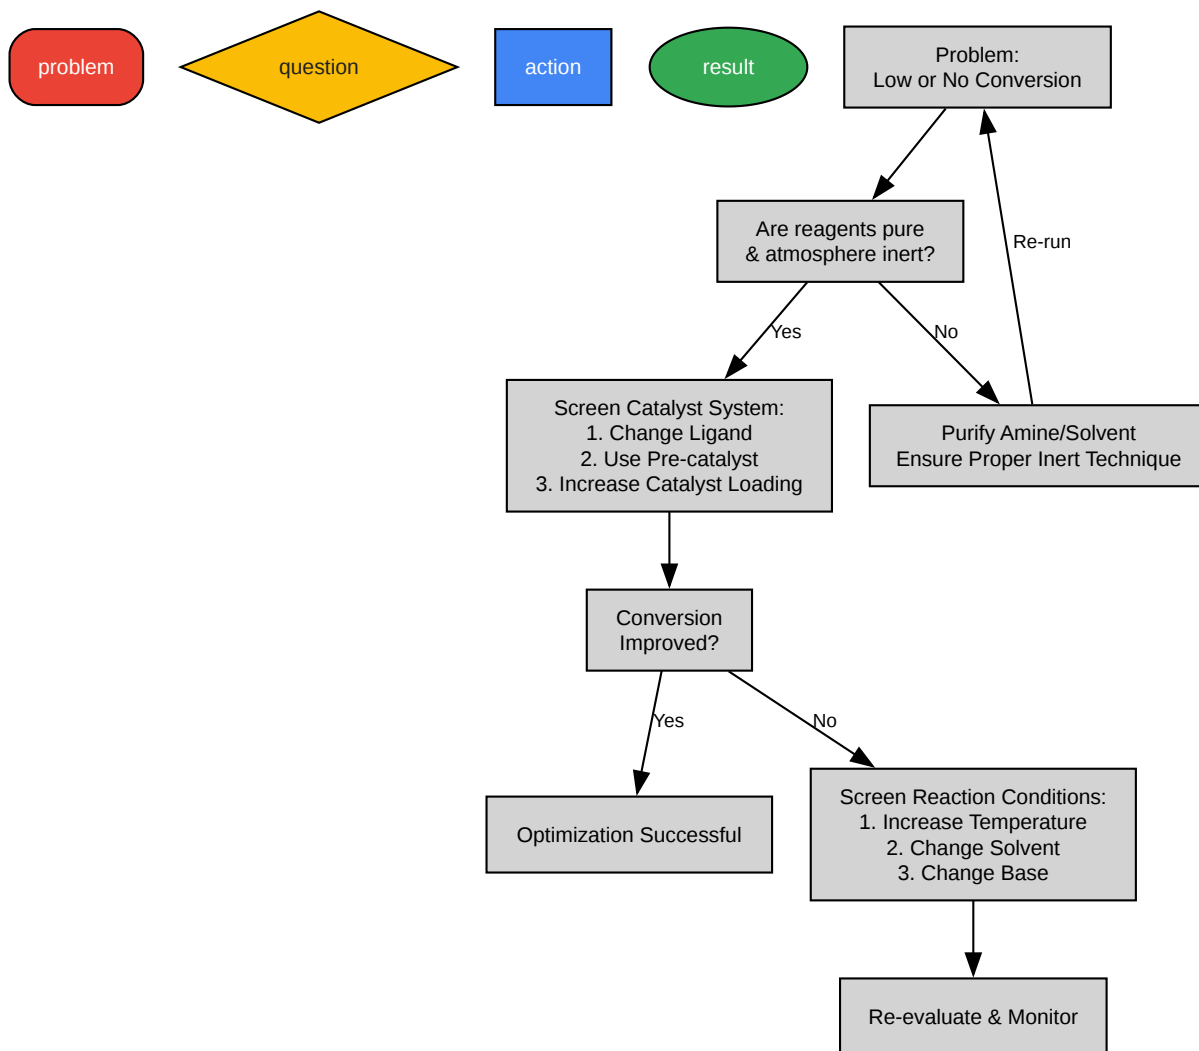 problem
question
action
result
Problem:
Low or No Conversion
Are reagents pure
& atmosphere inert?
Re-run
Yes
No
Screen Catalyst System:
1. Change Ligand
2. Use Pre-catalyst
3. Increase Catalyst Loading
Purify Amine/Solvent
Ensure Proper Inert Technique
Conversion
Improved?
Yes
No
Optimization Successful
Screen Reaction Conditions:
1. Increase Temperature
2. Change Solvent
3. Change Base
Re-evaluate & Monitor